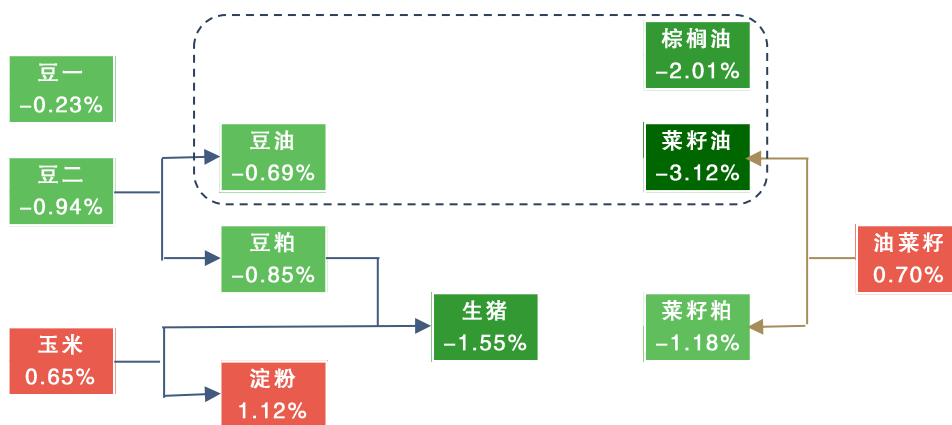 棕榈油
-2.01%
豆一
-0.23%
豆油
-0.69%
菜籽油
-3.12%
豆二
-0.94%
豆粕
-0.85%
油菜籽
0.70%
生猪
-1.55%
菜籽粕
-1.18%
玉米
0.65%
淀粉
1.12%